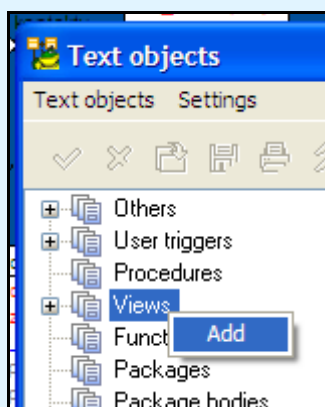 Text objects
Text objects Settings
Others
User triggers
Procedures
Views
Add
Packages
Package bodies